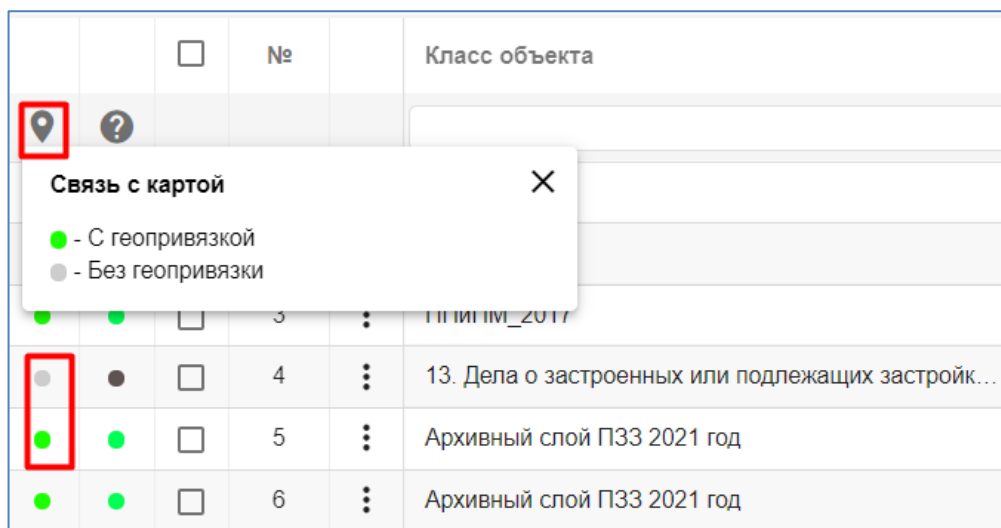 № Класс объекта
Связь с картой
- С геопривязкой
- Без геопривязки
3 ППиПМ_2017
4 13. Дела о застроенных или подлежащих застройк...
5 Архивный слой ПЗЗ 2021 год
6 Архивный слой ПЗЗ 2021 год